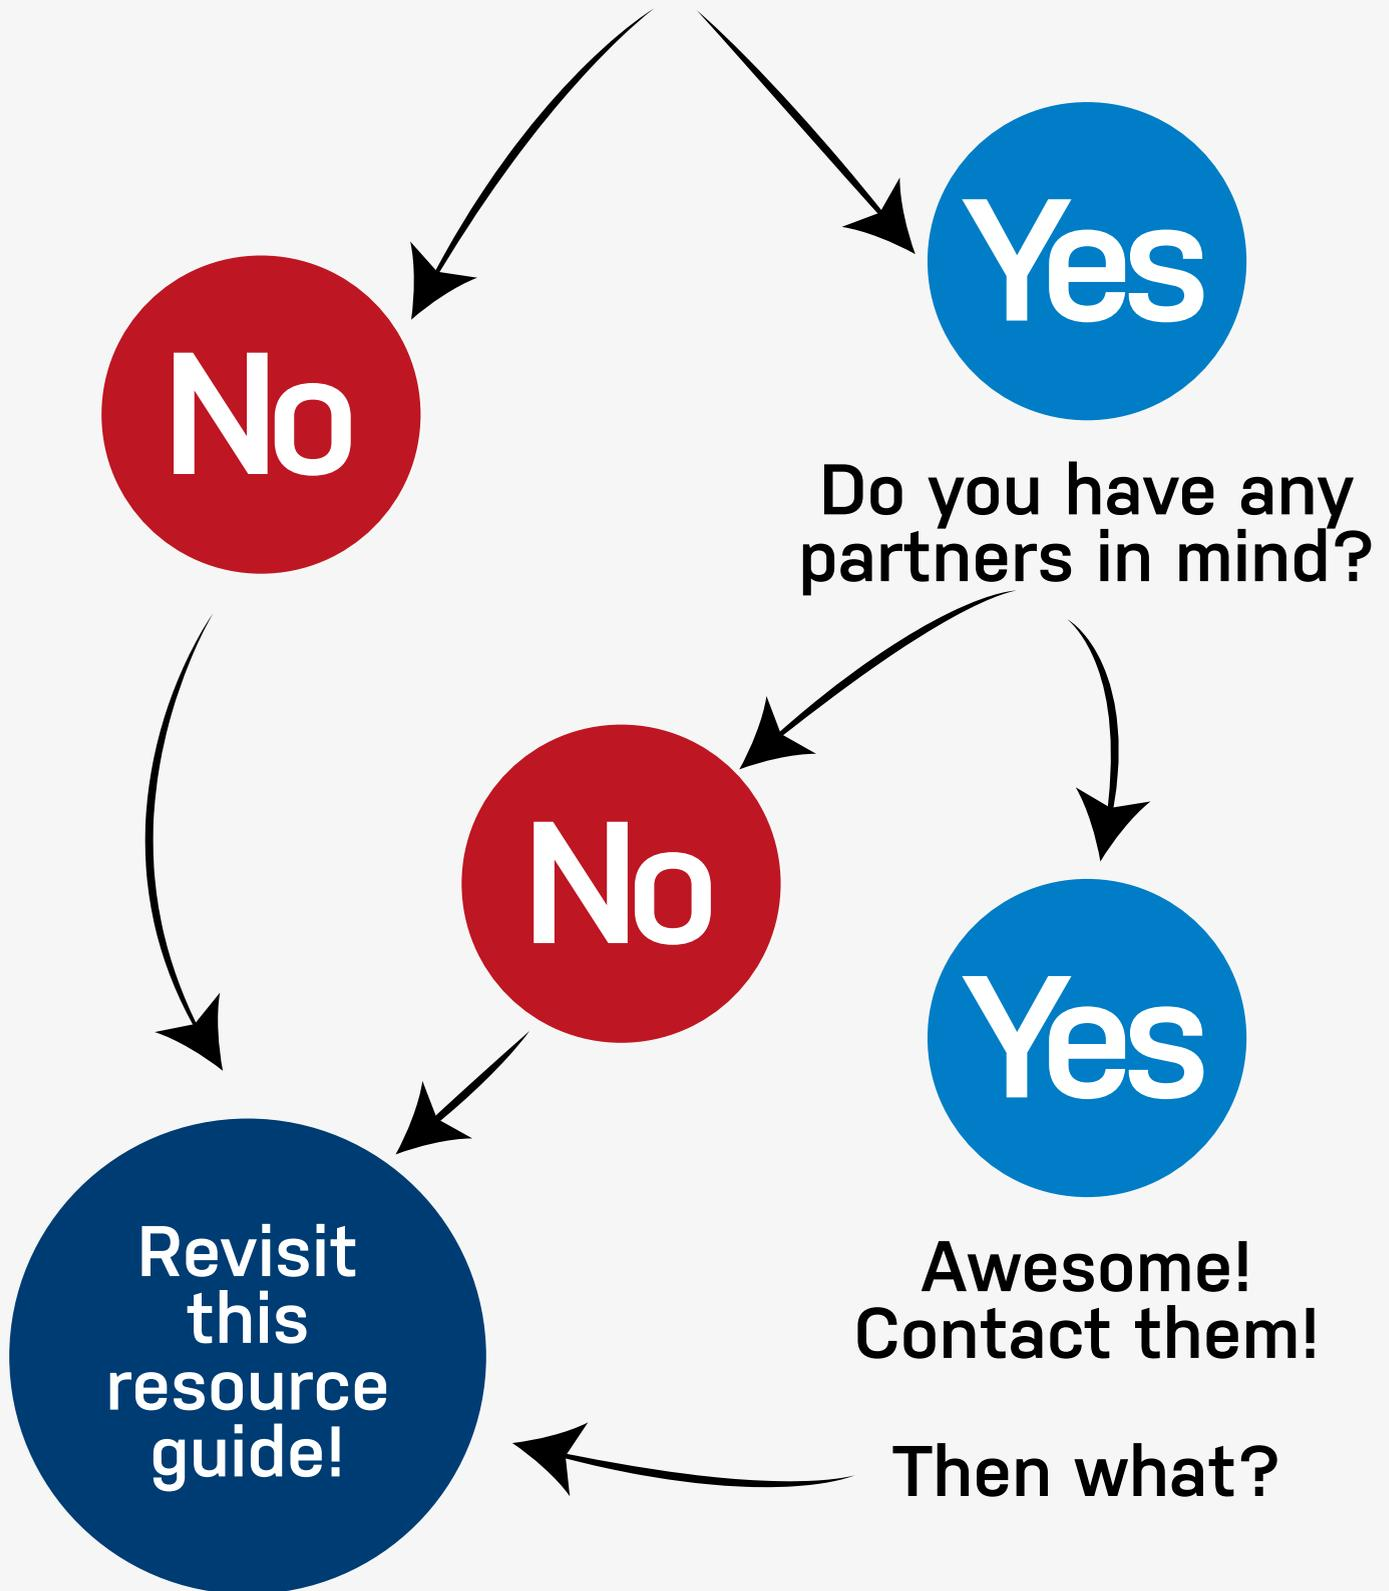 Yes
No
Do you have any
partners in mind?
No
Yes
Revisit
this
resource
guide!
Awesome!
Contact them!
Then what?